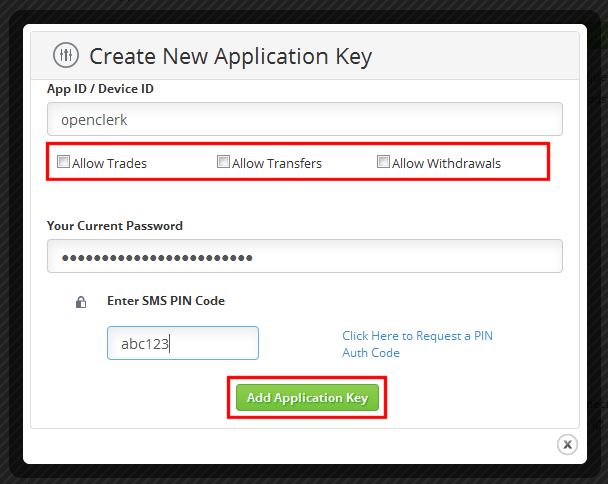 Create New Application Key
App ID / Device ID
openclerk
Allow Trades Allow Transfers Allow Withdrawals
Your Current Password
••••••••••••••••••••••••
Enter SMS PIN Code
abc123 Click Here to Request a PIN
Auth Code
Add Application Key
x